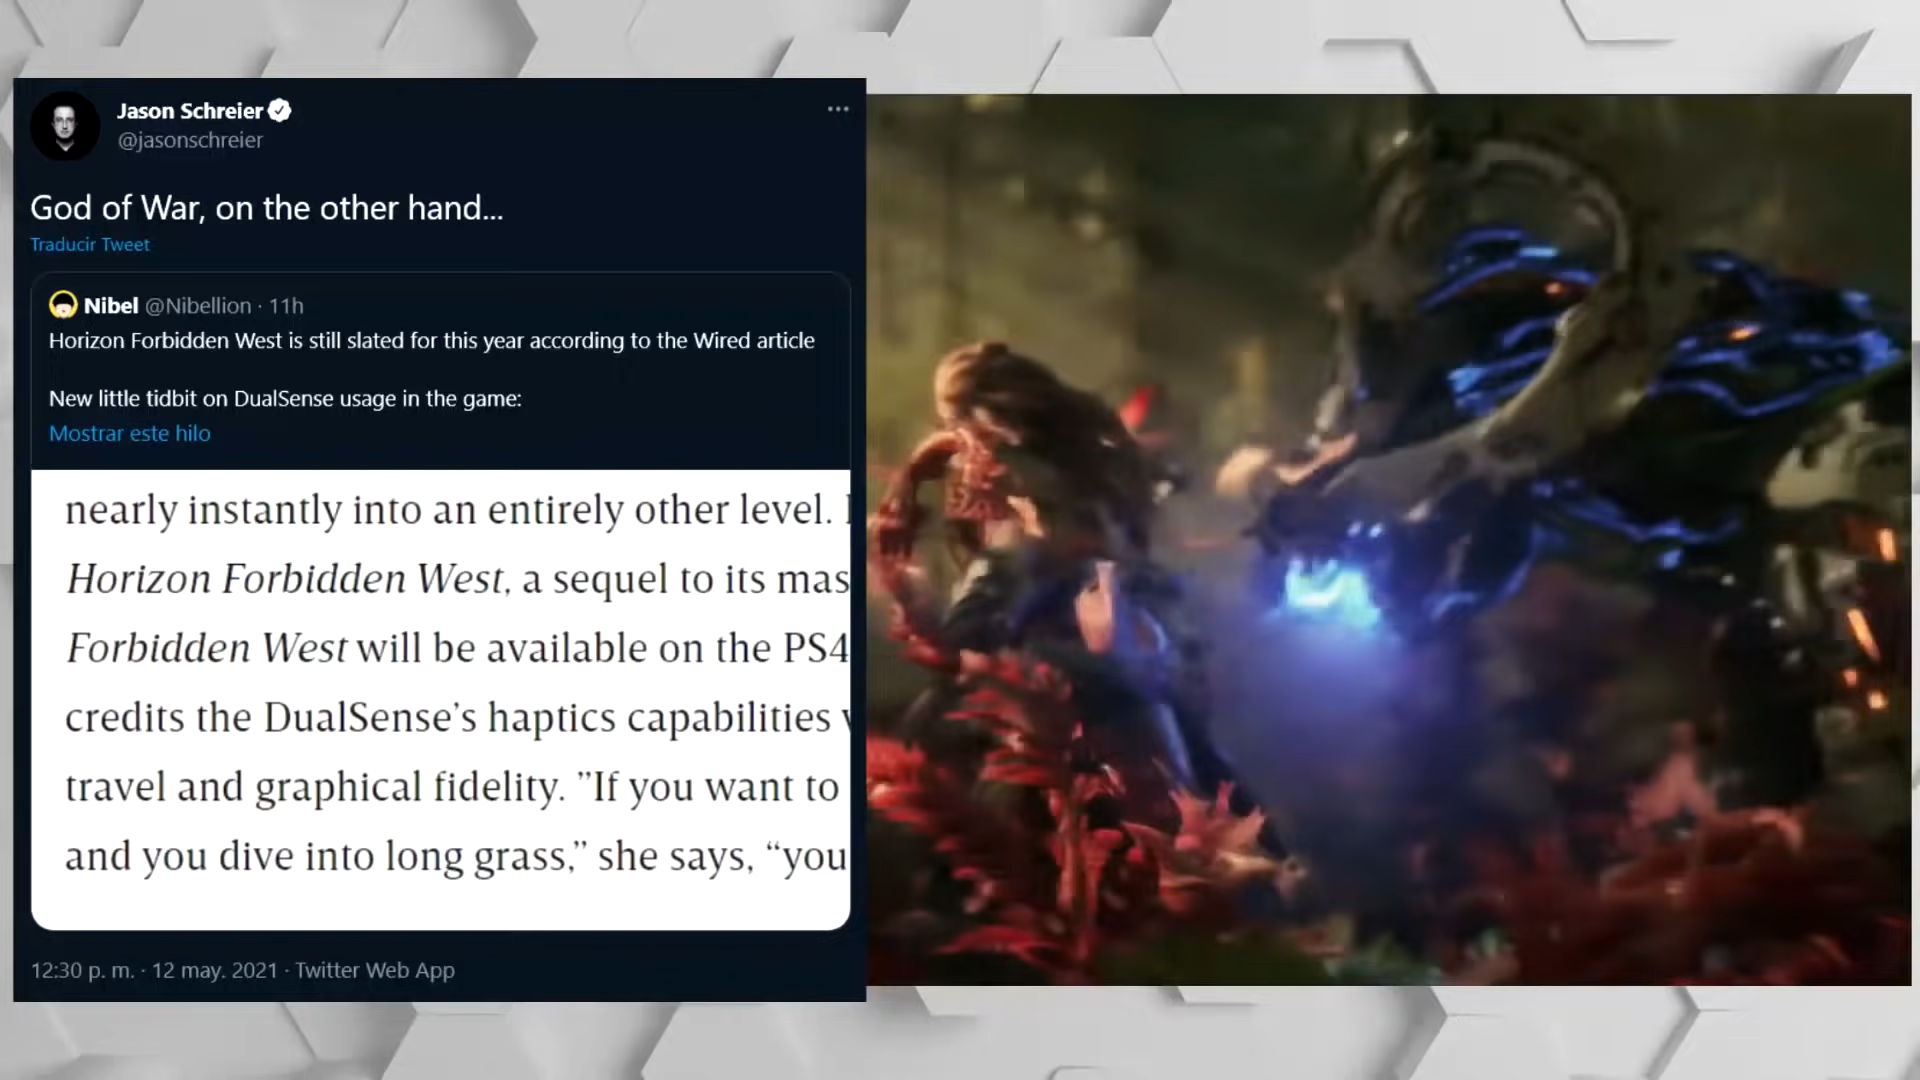 Jason Schreier
@jasonschreier
God of War, on the other hand...
Traducir Tweet
Nibel @Nibellion · 11h
Horizon Forbidden West is still slated for this year according to the Wired article
New little tidbit on DualSense usage in the game:
Mostrar este hilo
nearly instantly into an entirely other level.
Horizon Forbidden West, a sequel to its mas
Forbidden West will be available on the PS4
credits the DualSense’s haptics capabilities
travel and graphical fidelity. ”If you want to
and you dive into long grass,” she says, “you
12:30 p. m. · 12 may. 2021 · Twitter Web App